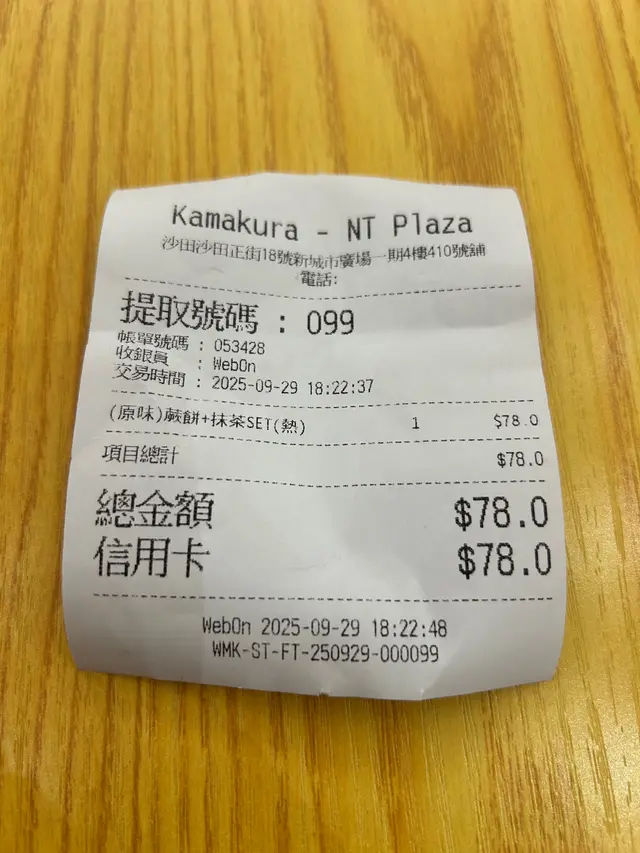 Kamakura - NT Plaza
沙田沙田正街18號新城市廣場一期4樓410號舖
電話:
提取號碼 : 099
帳單號碼 : 053428
收銀員 : WebOn
交易時間 : 2025-09-29 18:22:37
(原味)蕨餅+抹茶SET(熱) 1 $78.0
項目總計 $78.0
總金額 $78.0
信用卡 $78.0
WebOn 2025-09-29 18:22:48
WMK-ST-FT-250929-000099